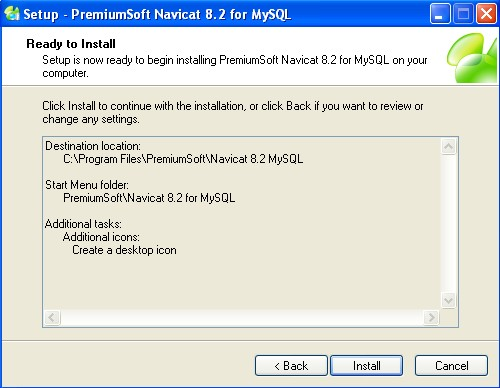 Setup - PremiumSoft Navicat 8.2 for MySQL
Ready to Install
Setup is now ready to begin installing PremiumSoft Navicat 8.2 for MySQL on your
computer.
Click Install to continue with the installation, or click Back if you want to review or
change any settings.
Destination location:
C:\Program Files\PremiumSoft\Navicat 8.2 MySQL
Start Menu folder:
PremiumSoft\Navicat 8.2 for MySQL
Additional tasks:
Additional icons:
Create a desktop icon
< Back
Install
Cancel